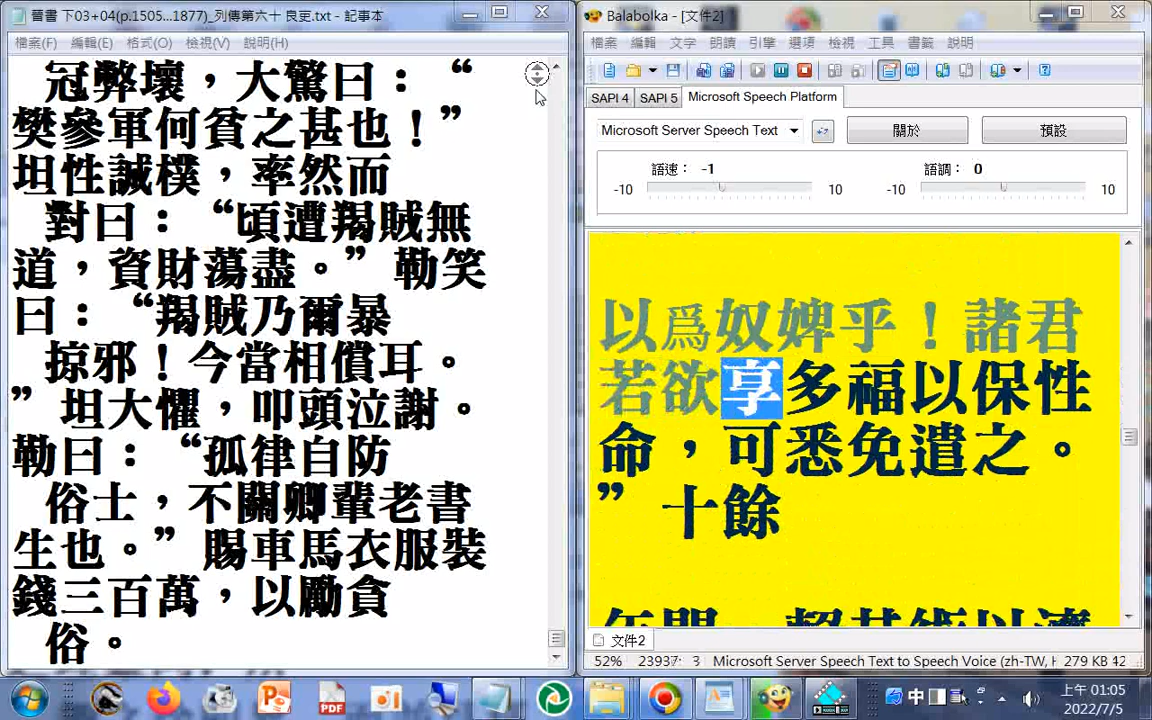 晉書 下03+04(p.1505...1877)_列傳第六十 良吏.txt - 記事本
檔案(F) 編輯(E) 格式(O) 檢視(V) 說明(H)
冠弊壞，大驚曰：“
樊參軍何貧之甚也！”
坦性誠樸，率然而
對曰：“頃遭羯賊無
道，資財蕩盡。”勒笑
曰：“羯賊乃爾暴
掠邪！今當相償耳。
”坦大懼，叩頭泣謝。
勒曰：“孤律自防
俗士，不關卿輩老書
生也。”賜車馬衣服裝
錢三百萬，以勵貪
俗。
Balabolka - [文件2]
檔案 編輯 文字 朗讀 引擎 選項 檢視 工具 書籤 說明
SAPI 4 SAPI 5 Microsoft Speech Platform
Microsoft Server Speech Text 關於 預設
語速： -1 語調： 0
-10 10 -10 10
以爲奴婢乎！諸君
若欲享多福以保性
命，可悉免遣之。
”十餘
年間，賴其術以濟
文件2
52% 23937: 3 Microsoft Server Speech Text to Speech Voice (zh-TW, H 279 KB 42
中
上午 01:05
2022/7/5